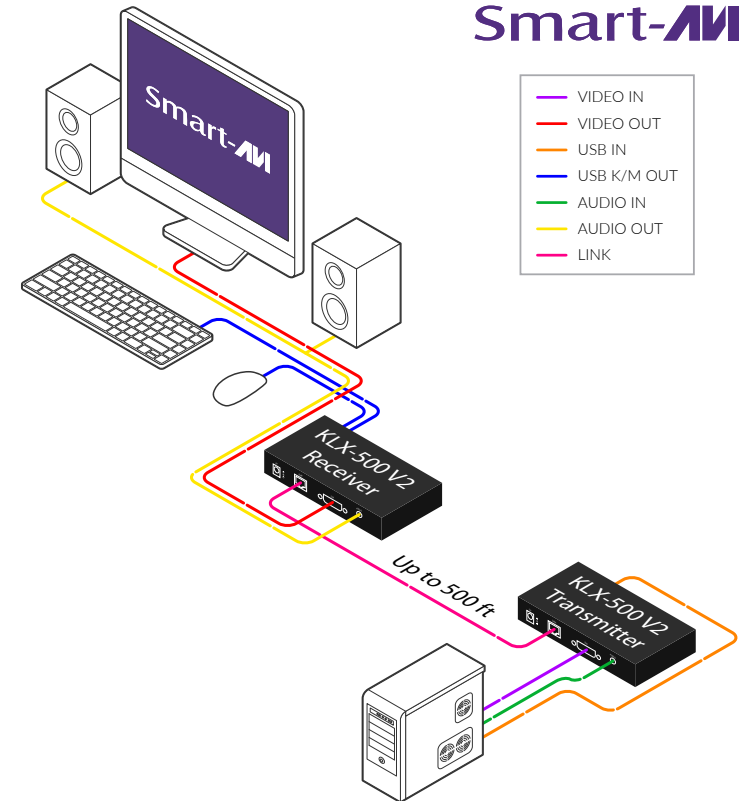 Smart-AVI
VIDEO IN
VIDEO OUT
USB IN
USB K/M OUT
AUDIO IN
AUDIO OUT
LINK
Smart-AVI
KLX-500 V2
Receiver
Up to 500 ft
KLX-500 V2
Transmitter